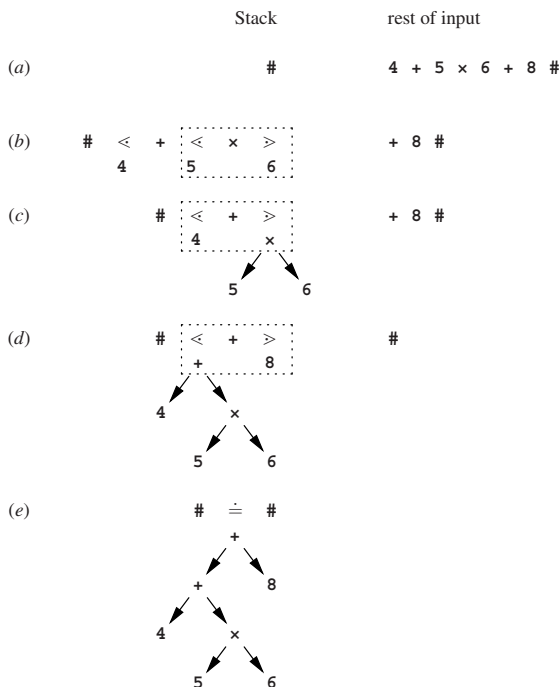 Stack rest of input
(a) # 4 + 5 × 6 + 8 #
(b) # ⋖ + ⋖ × ⋗ + 8 #
4 5 6
(c) # ⋖ + ⋗ + 8 #
4 ×
5 6
(d) # ⋖ + ⋗ #
+ 8
4 ×
5 6
(e) # ≐ #
+
+ 8
4 ×
5 6